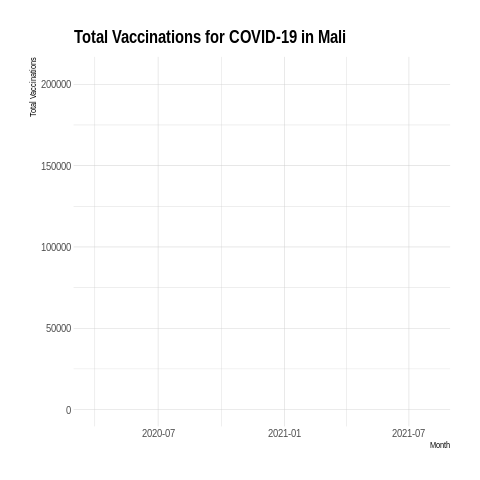 Total Vaccinations for COVID-19 in Mali
Total Vaccinations
200000
150000
100000
50000
0
2020-07 2021-01 2021-07
Month